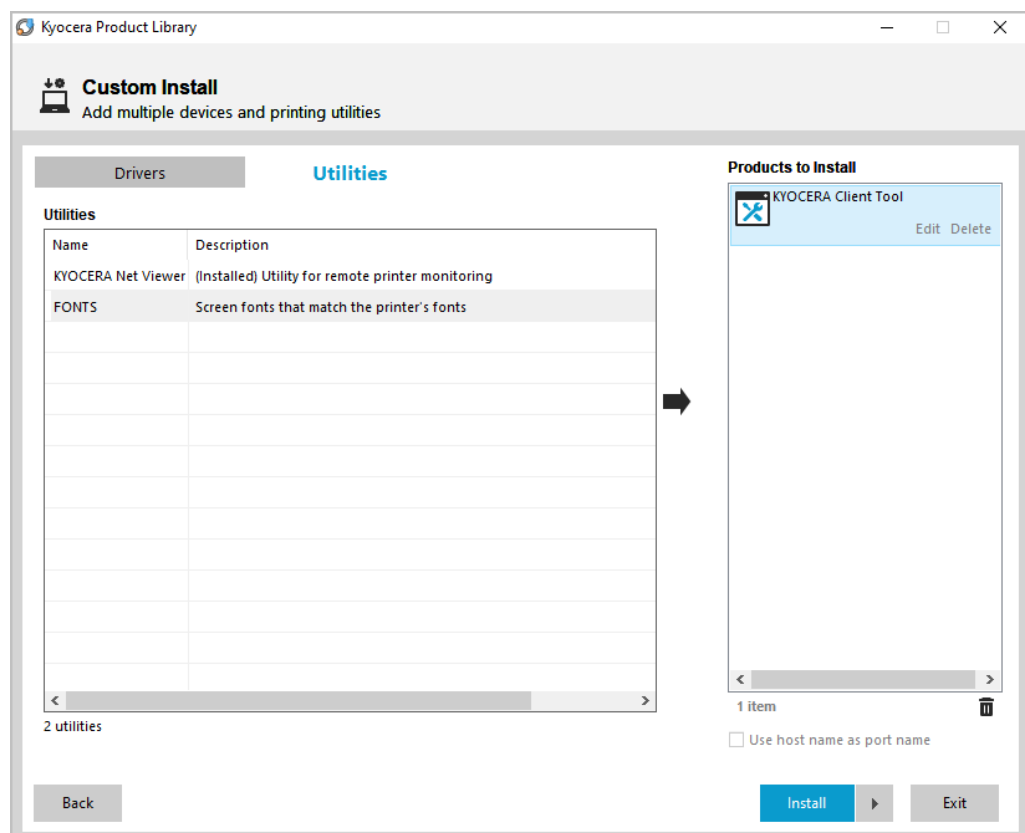 Kyocera Product Library
Custom Install
Add multiple devices and printing utilities
Drivers
Utilities
Utilities
Name Description
KYOCERA Net Viewer (Installed) Utility for remote printer monitoring
FONTS Screen fonts that match the printer's fonts
2 utilities
Products to Install
KYOCERA Client Tool
Edit Delete
1 item
Use host name as port name
Back
Install
Exit